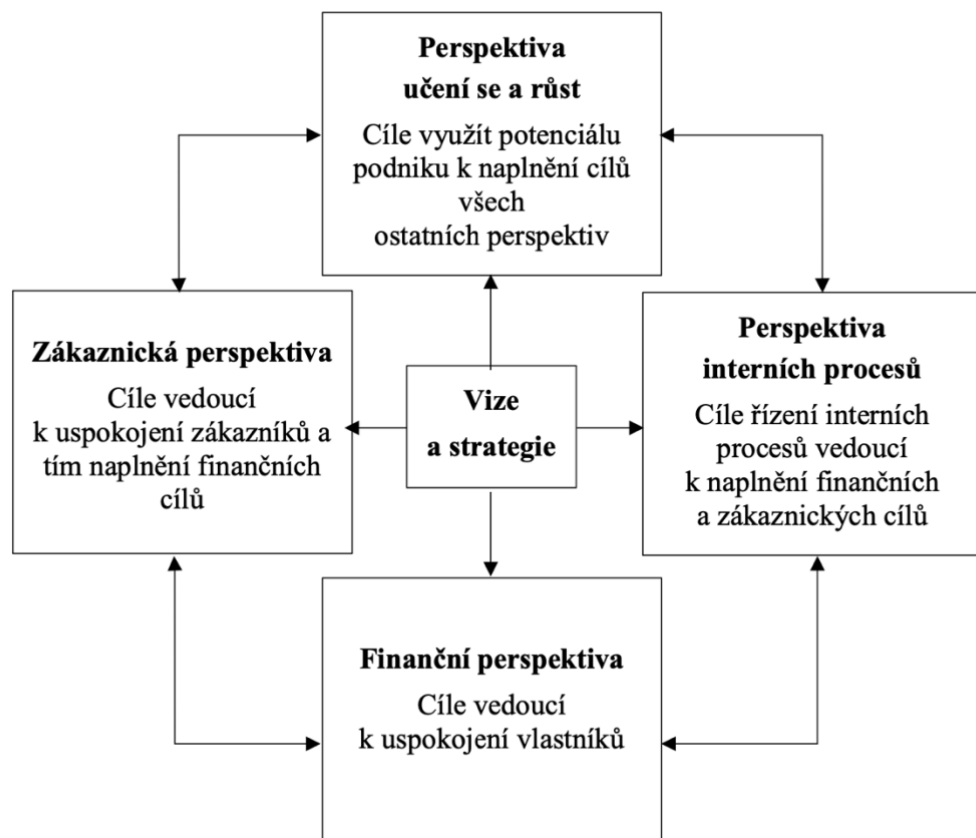 Perspektiva
učení se a růst
Cíle využít potenciálu
podniku k naplnění cílů
všech
ostatních perspektiv
Zákaznická perspektiva
Cíle vedoucí
k uspokojení zákazníků a
tím naplnění finančních
cílů
Vize
a strategie
Perspektiva
interních procesů
Cíle řízení interních
procesů vedoucí
k naplnění finančních
a zákaznických cílů
Finanční perspektiva
Cíle vedoucí
k uspokojení vlastníků